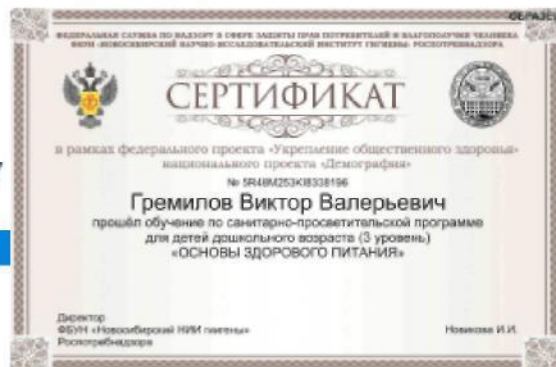 ОБРАЗЕЦ
ФЕДЕРАЛЬНАЯ СЛУЖБА ПО НАДЗОРУ В СФЕРЕ ЗАЩИТЫ ПРАВ ПОТРЕБИТЕЛЕЙ И БЛАГОПОЛУЧИЯ ЧЕЛОВЕКА
ФБУН «НОВОСИБИРСКИЙ НАУЧНО-ИССЛЕДОВАТЕЛЬСКИЙ ИНСТИТУТ ГИГИЕНЫ» РОСПОТРЕБНАДЗОРА
СЕРТИФИКАТ
в рамках федерального проекта «Укрепление общественного здоровья»
национального проекта «Демография»
№
Гремилов Виктор Валерьевич
прошёл обучение по санитарно-просветительской программе
для детей дошкольного возраста (3 уровень)
«ОСНОВЫ ЗДОРОВОГО ПИТАНИЯ»
Директор
ФБУН «Новосибирский НИИ гигиены»
Роспотребнадзора
Новикова И.И.